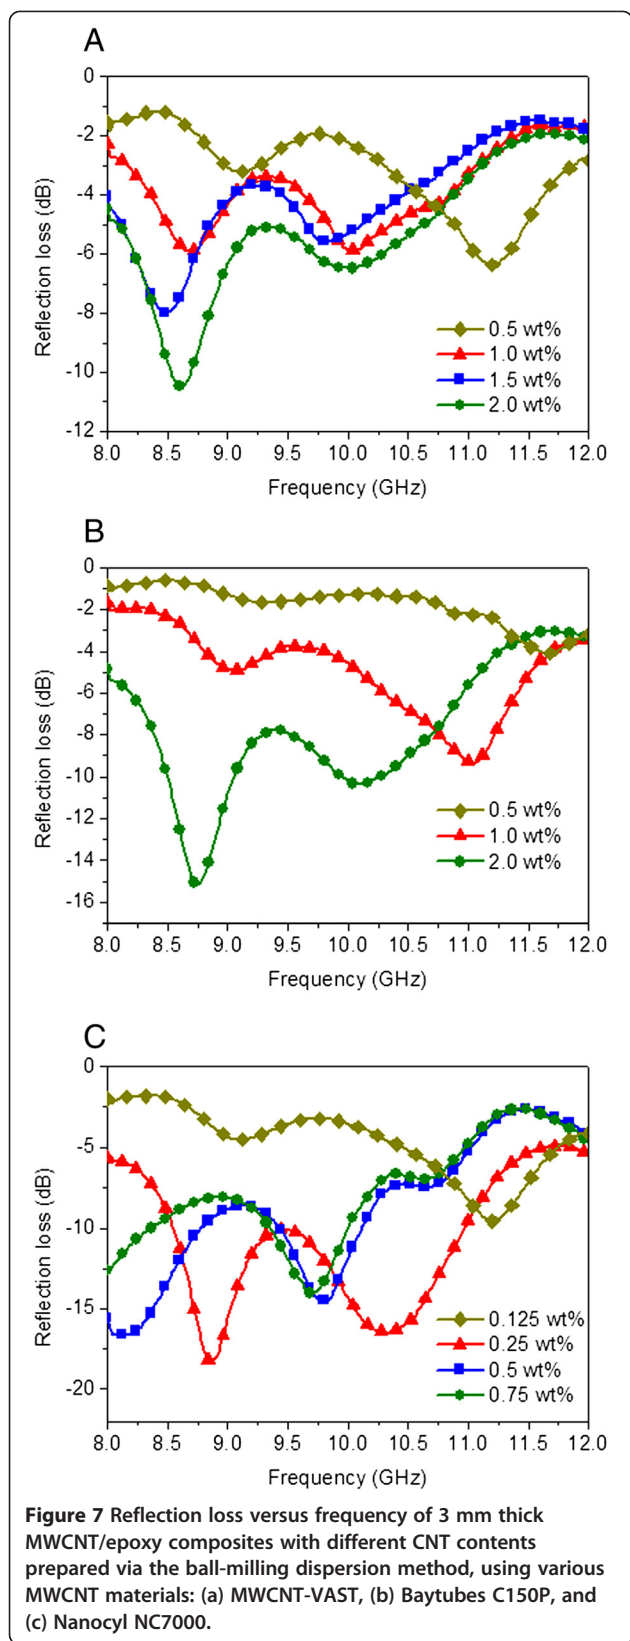 A
0
-2
-4
-6
-8
-10
-12
Reflection loss (dB)
0.5 wt%
1.0 wt%
1.5 wt%
2.0 wt%
8.0 8.5 9.0 9.5 10.0 10.5 11.0 11.5 12.0
Frequency (GHz)
B
0
-2
-4
-6
-8
-10
-12
-14
-16
Reflection loss (dB)
0.5 wt%
1.0 wt%
2.0 wt%
8.0 8.5 9.0 9.5 10.0 10.5 11.0 11.5 12.0
Frequency (GHz)
C
0
-5
-10
-15
-20
Reflection loss (dB)
0.125 wt%
0.25 wt%
0.5 wt%
0.75 wt%
8.0 8.5 9.0 9.5 10.0 10.5 11.0 11.5 12.0
Frequency (GHz)
Figure 7 Reflection loss versus frequency of 3 mm thick
MWCNT/epoxy composites with different CNT contents
prepared via the ball-milling dispersion method, using various
MWCNT materials: (a) MWCNT-VAST, (b) Baytubes C150P, and
(c) Nanocyl NC7000.